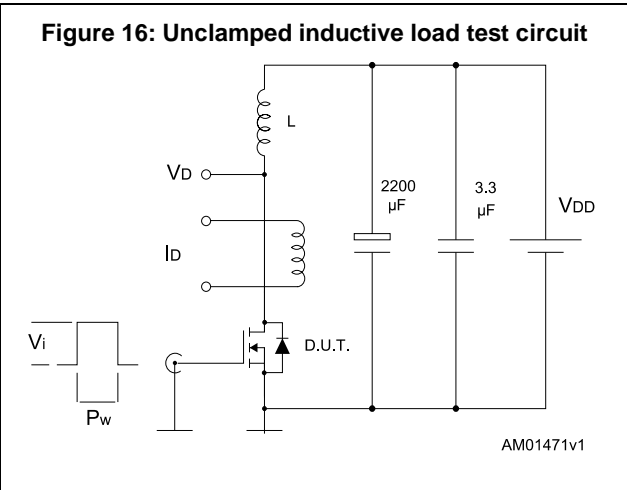 Figure 16: Unclamped inductive load test circuit
L
VD
2200
µF
3.3
µF
VDD
ID
Vi
D.U.T.
Pw
AM01471v1